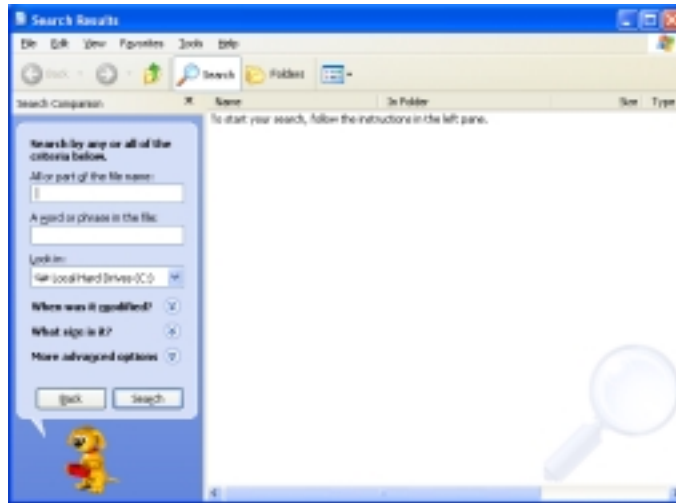 Search Results
File Edit View Favorites Tools Help
Back Search Folders
Search Companion Name In Folder Size Type
To start your search, follow the instructions in the left pane.
Search by any or all of the
criteria below.
All or part of the file name:
A word or phrase in the file:
Look in:
Local Hard Drives (C:)
When was it modified?
What size is it?
More advanced options
Back Search